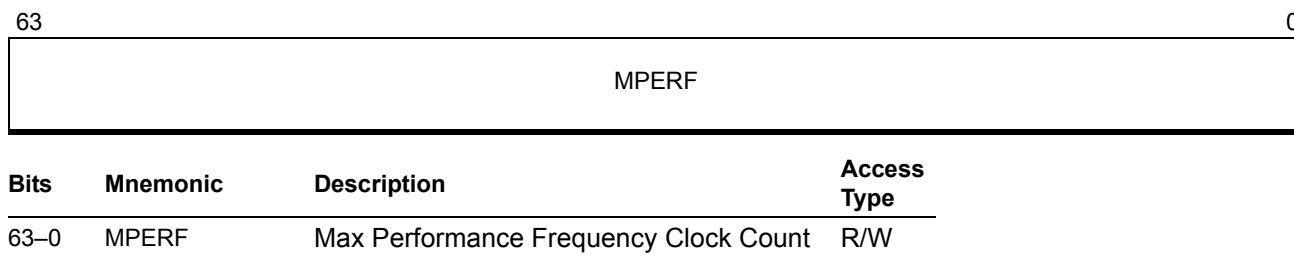 63 0
MPERF
Bits Mnemonic Description Access Type
63–0 MPERF Max Performance Frequency Clock Count R/W